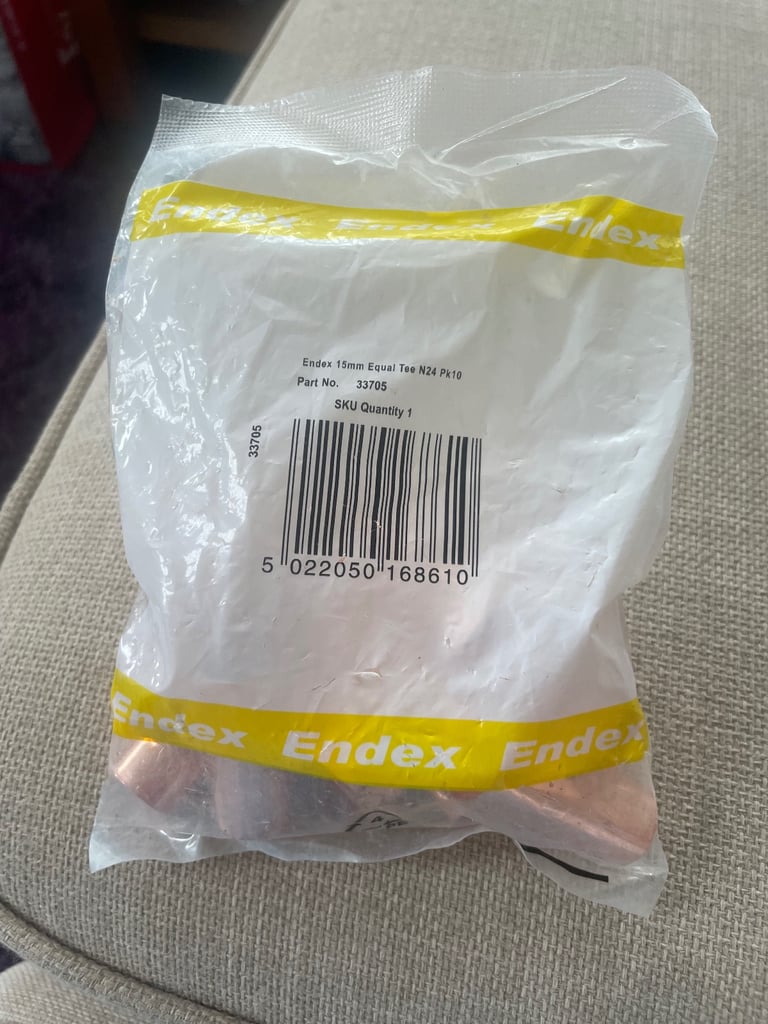 Endex Endex Endex
Endex 15mm Equal Tee N24 Pk10
Part No. 33705
SKU Quantity 1
33705
5 022050 168610
Endex Endex Endex